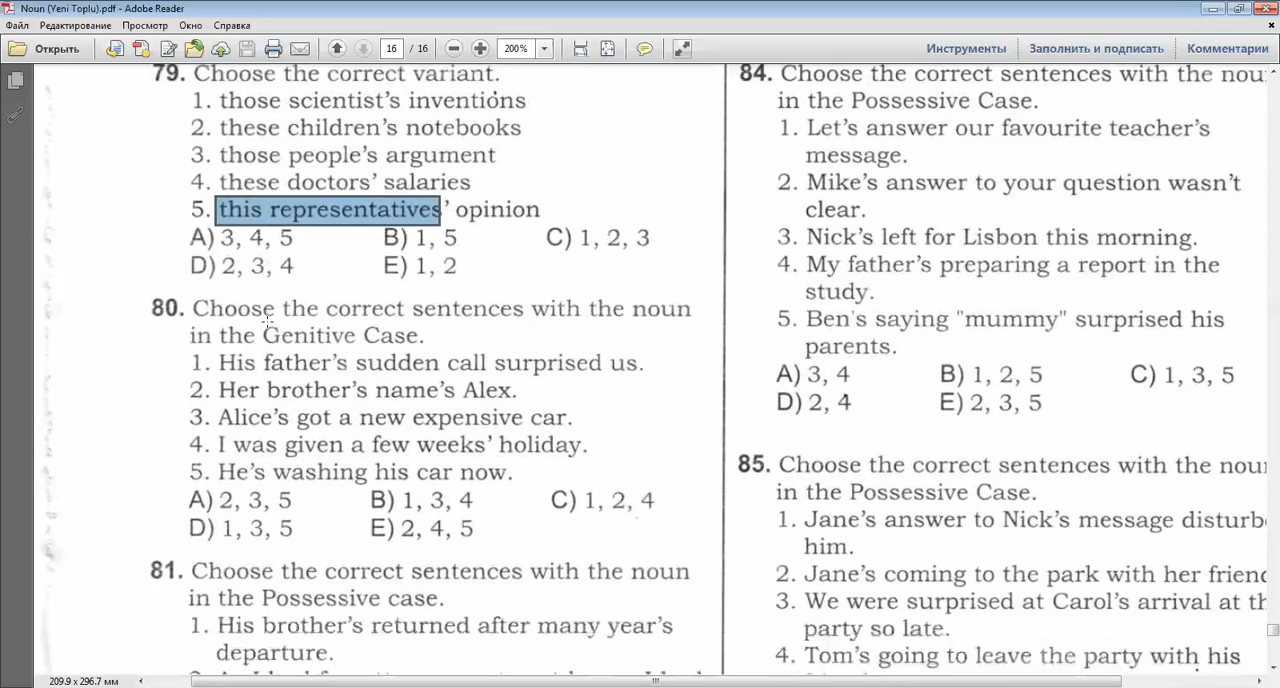 Noun (Yeni Toplu).pdf - Adobe Reader
Файл Редактирование Просмотр Окно Справка
Открыть 16 / 16 200% Инструменты Заполнить и подписать Комментарии
79. Choose the correct variant.
1. those scientist's inventions
2. these children's notebooks
3. those people's argument
4. these doctors' salaries
5. this representatives' opinion
A) 3, 4, 5 B) 1, 5 C) 1, 2, 3
D) 2, 3, 4 E) 1, 2
80. Choose the correct sentences with the noun
in the Genitive Case.
1. His father's sudden call surprised us.
2. Her brother's name's Alex.
3. Alice's got a new expensive car.
4. I was given a few weeks' holiday.
5. He's washing his car now.
A) 2, 3, 5 B) 1, 3, 4 C) 1, 2, 4
D) 1, 3, 5 E) 2, 4, 5
81. Choose the correct sentences with the noun
in the Possessive case.
1. His brother's returned after many year's
departure.
84. Choose the correct sentences with the nou
in the Possessive Case.
1. Let's answer our favourite teacher's
message.
2. Mike's answer to your question wasn't
clear.
3. Nick's left for Lisbon this morning.
4. My father's preparing a report in the
study.
5. Ben's saying "mummy" surprised his
parents.
A) 3, 4 B) 1, 2, 5 C) 1, 3, 5
D) 2, 4 E) 2, 3, 5
85. Choose the correct sentences with the nou
in the Possessive Case.
1. Jane's answer to Nick's message disturb
him.
2. Jane's coming to the park with her frien
3. We were surprised at Carol's arrival at th
party so late.
4. Tom's going to leave the party with his
209.9 x 296.7 мм